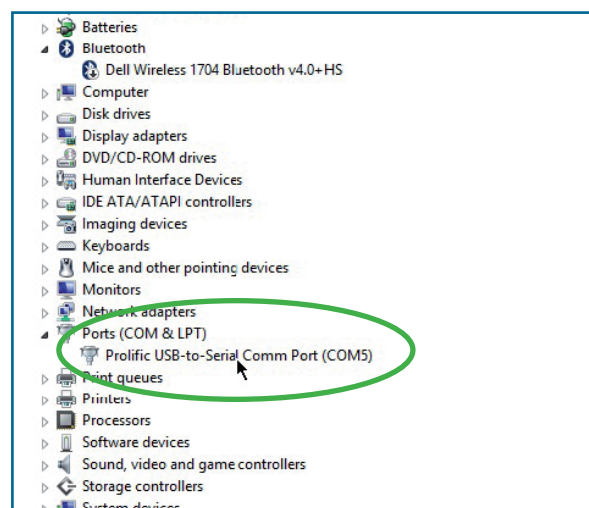 Batteries
Bluetooth
Dell Wireless 1704 Bluetooth v4.0+HS
Computer
Disk drives
Display adapters
DVD/CD-ROM drives
Human Interface Devices
IDE ATA/ATAPI controllers
Imaging devices
Keyboards
Mice and other pointing devices
Monitors
Network adapters
Ports (COM & LPT)
Prolific USB-to-Serial Comm Port (COM5)
Print queues
Printers
Processors
Software devices
Sound, video and game controllers
Storage controllers
System devices